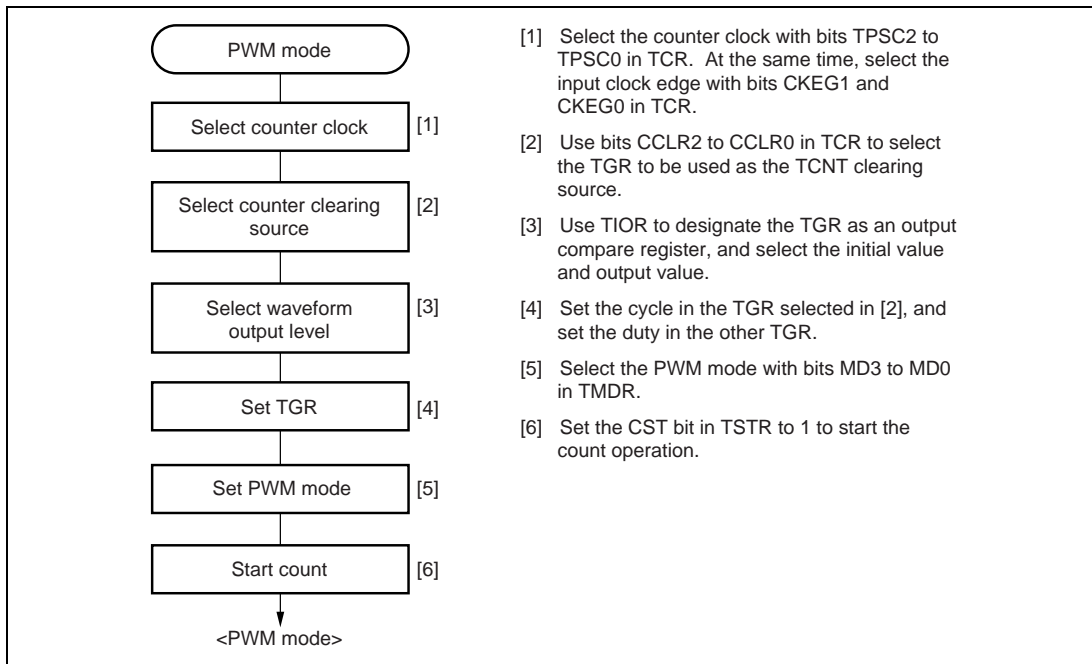 PWM mode
Select counter clock
[1]
Select counter clearing
source
[2]
Select waveform
output level
[3]
Set TGR
[4]
Set PWM mode
[5]
Start count
[6]
<PWM mode>
[1] Select the counter clock with bits TPSC2 to
TPSC0 in TCR. At the same time, select the
input clock edge with bits CKEG1 and
CKEG0 in TCR.
[2] Use bits CCLR2 to CCLR0 in TCR to select
the TGR to be used as the TCNT clearing
source.
[3] Use TIOR to designate the TGR as an output
compare register, and select the initial value
and output value.
[4] Set the cycle in the TGR selected in [2], and
set the duty in the other TGR.
[5] Select the PWM mode with bits MD3 to MD0
in TMDR.
[6] Set the CST bit in TSTR to 1 to start the
count operation.